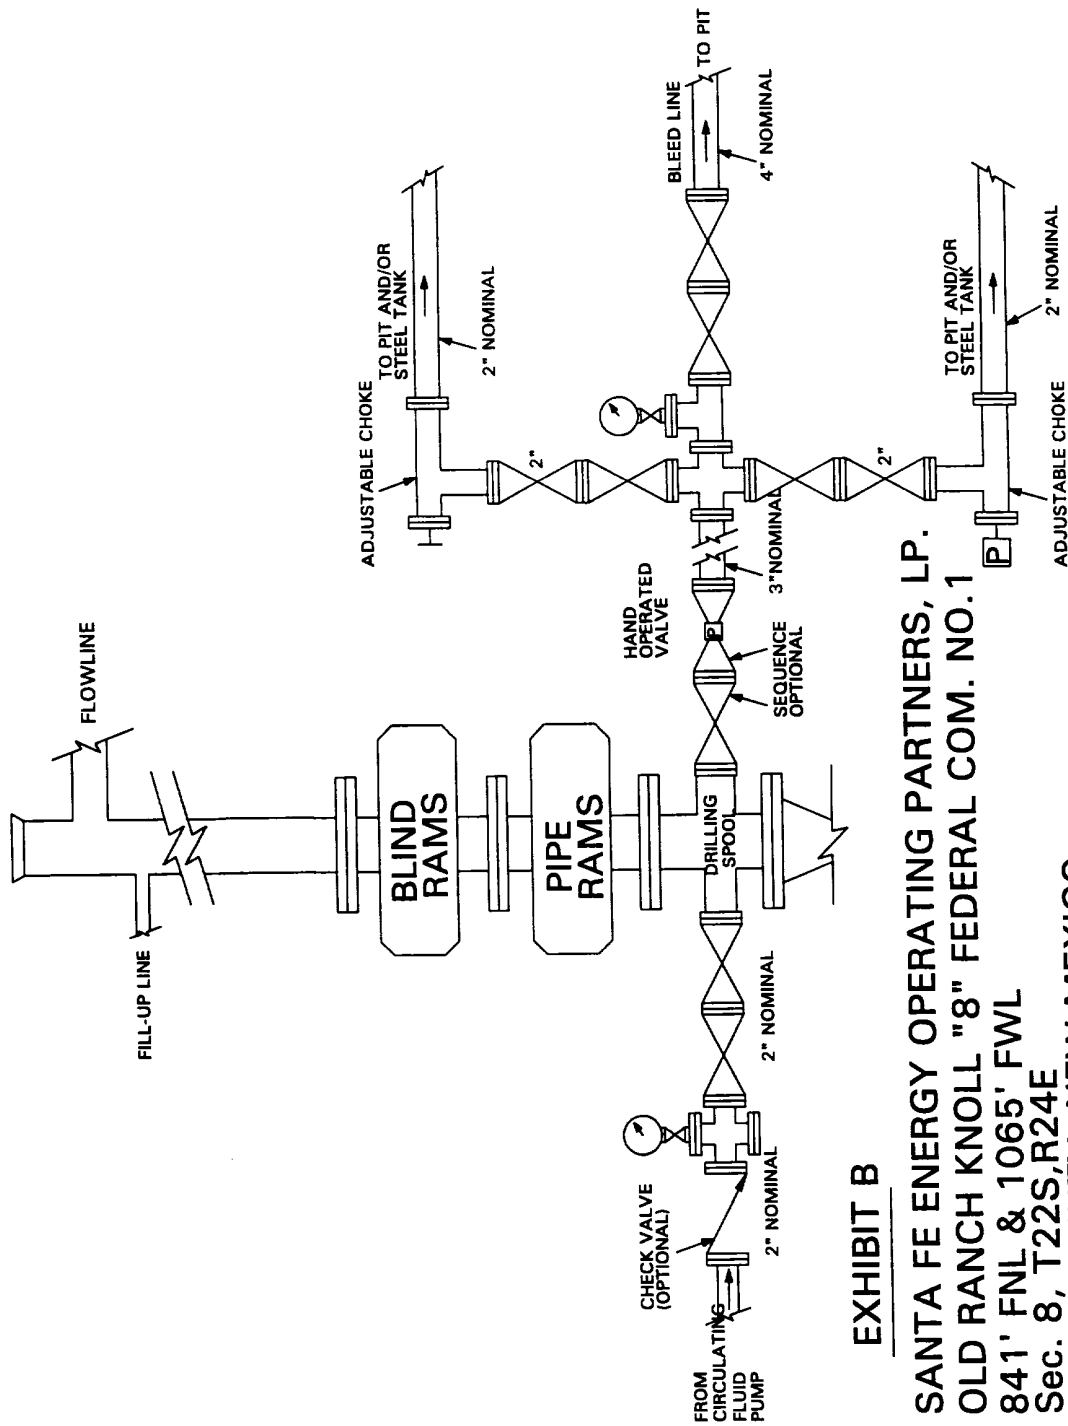 FLOWLINE
FILL-UP LINE
BLIND
RAMS
PIPE
RAMS
DRILLING
SPOOL
ADJUSTABLE CHOKE
TO PIT AND/OR
STEEL TANK
2" NOMINAL
2"
BLEED LINE
TO PIT
4" NOMINAL
HAND
OPERATED
VALVE
P
3"NOMINAL
SEQUENCE
OPTIONAL
2"
TO PIT AND/OR
STEEL TANK
2" NOMINAL
P
ADJUSTABLE CHOKE
2" NOMINAL
CHECK VALVE
(OPTIONAL)
2" NOMINAL
FROM
CIRCULATING
FLUID
PUMP
EXHIBIT B
SANTA FE ENERGY OPERATING PARTNERS, LP.
OLD RANCH KNOLL "8" FEDERAL COM. NO.1
841' FNL & 1065' FWL
Sec. 8, T22S,R24E
NEW MEXICO